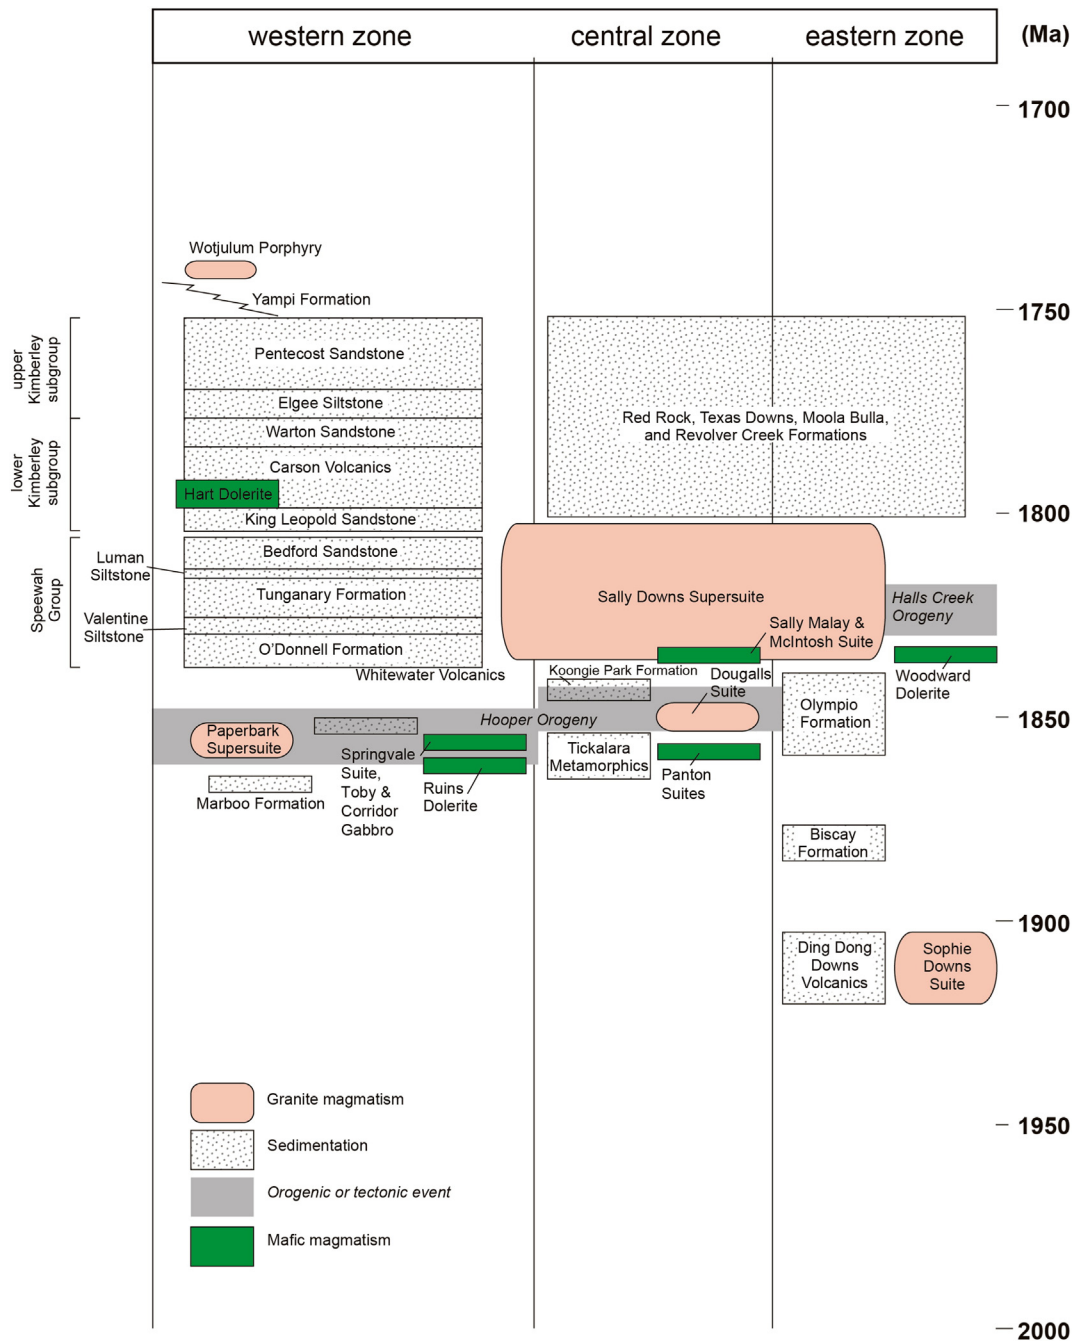 western zone
central zone
eastern zone
(Ma)
1700
Wotjulum Porphyry
Yampi Formation
1750
upper
Kimberley
subgroup
Pentecost Sandstone
Elgee Siltstone
lower
Kimberley
subgroup
Warton Sandstone
Carson Volcanics
Hart Dolerite
King Leopold Sandstone
Red Rock, Texas Downs, Moola Bulla,
and Revolver Creek Formations
1800
Speewah
Group
Bedford Sandstone
Luman
Siltstone
Tunganary Formation
Valentine
Siltstone
O'Donnell Formation
Whitewater Volcanics
Sally Downs Supersuite
Halls Creek
Orogeny
Sally Malay &
McIntosh Suite
Koongie Park Formation
Dougalls
Suite
Woodward
Dolerite
Olympio
Formation
1850
Hooper Orogeny
Paperbark
Supersuite
Springvale
Suite,
Toby &
Corridor
Gabbro
Ruins
Dolerite
Tickalara
Metamorphics
Panton
Suites
Marboo Formation
Biscay
Formation
1900
Ding Dong
Downs
Volcanics
Sophie
Downs
Suite
Granite magmatism
Sedimentation
Orogenic or tectonic event
Mafic magmatism
1950
2000